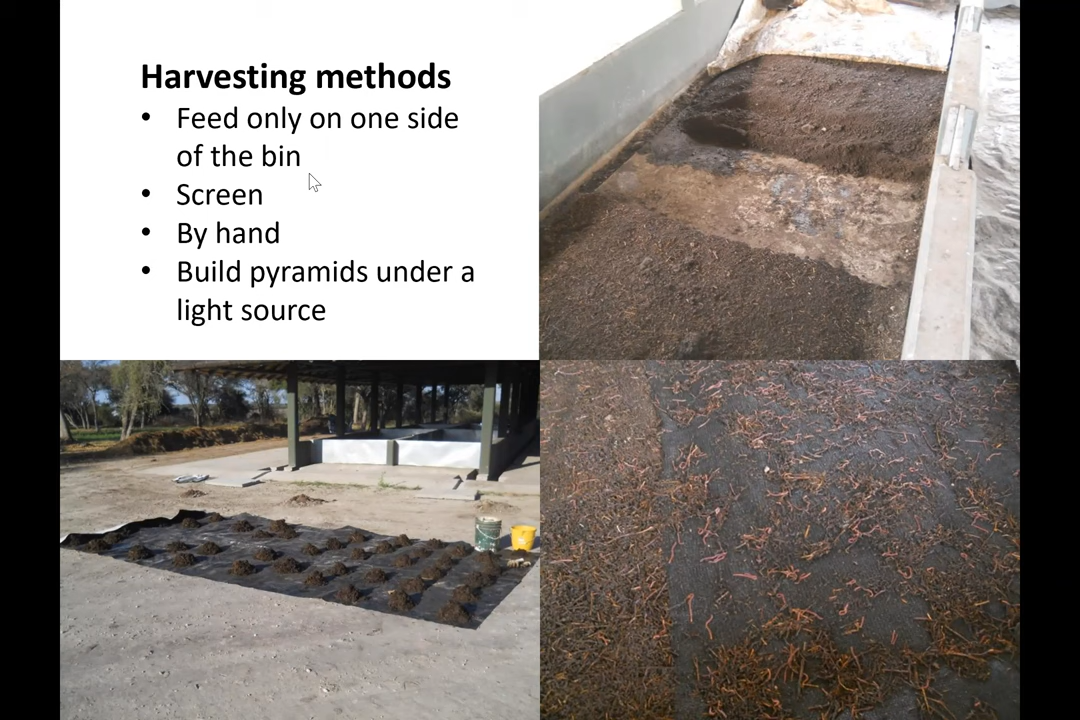 Harvesting methods
• Feed only on one side
of the bin
• Screen
• By hand
• Build pyramids under a
light source